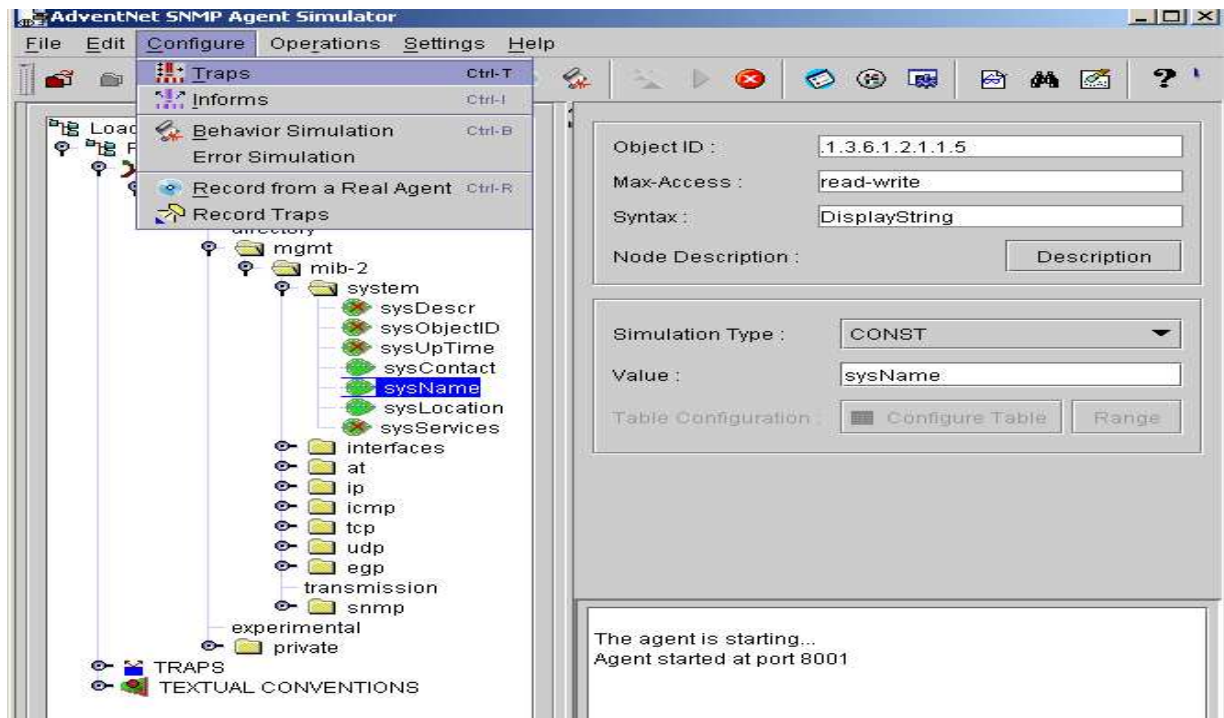 AdventNet SNMP Agent Simulator
File Edit Configure Operations Settings Help
Traps Ctrl-T
Informs Ctrl-I
Behavior Simulation Ctrl-B
Error Simulation
Record from a Real Agent Ctrl-R
Record Traps
Load
directory
mgmt
mib-2
system
sysDescr
sysObjectID
sysUpTime
sysContact
sysName
sysLocation
sysServices
interfaces
at
ip
icmp
tcp
udp
egp
transmission
snmp
experimental
private
TRAPS
TEXTUAL CONVENTIONS
Object ID : .1.3.6.1.2.1.1.5
Max-Access : read-write
Syntax : DisplayString
Node Description : Description
Simulation Type : CONST
Value : sysName
Table Configuration : Configure Table Range
The agent is starting...
Agent started at port 8001